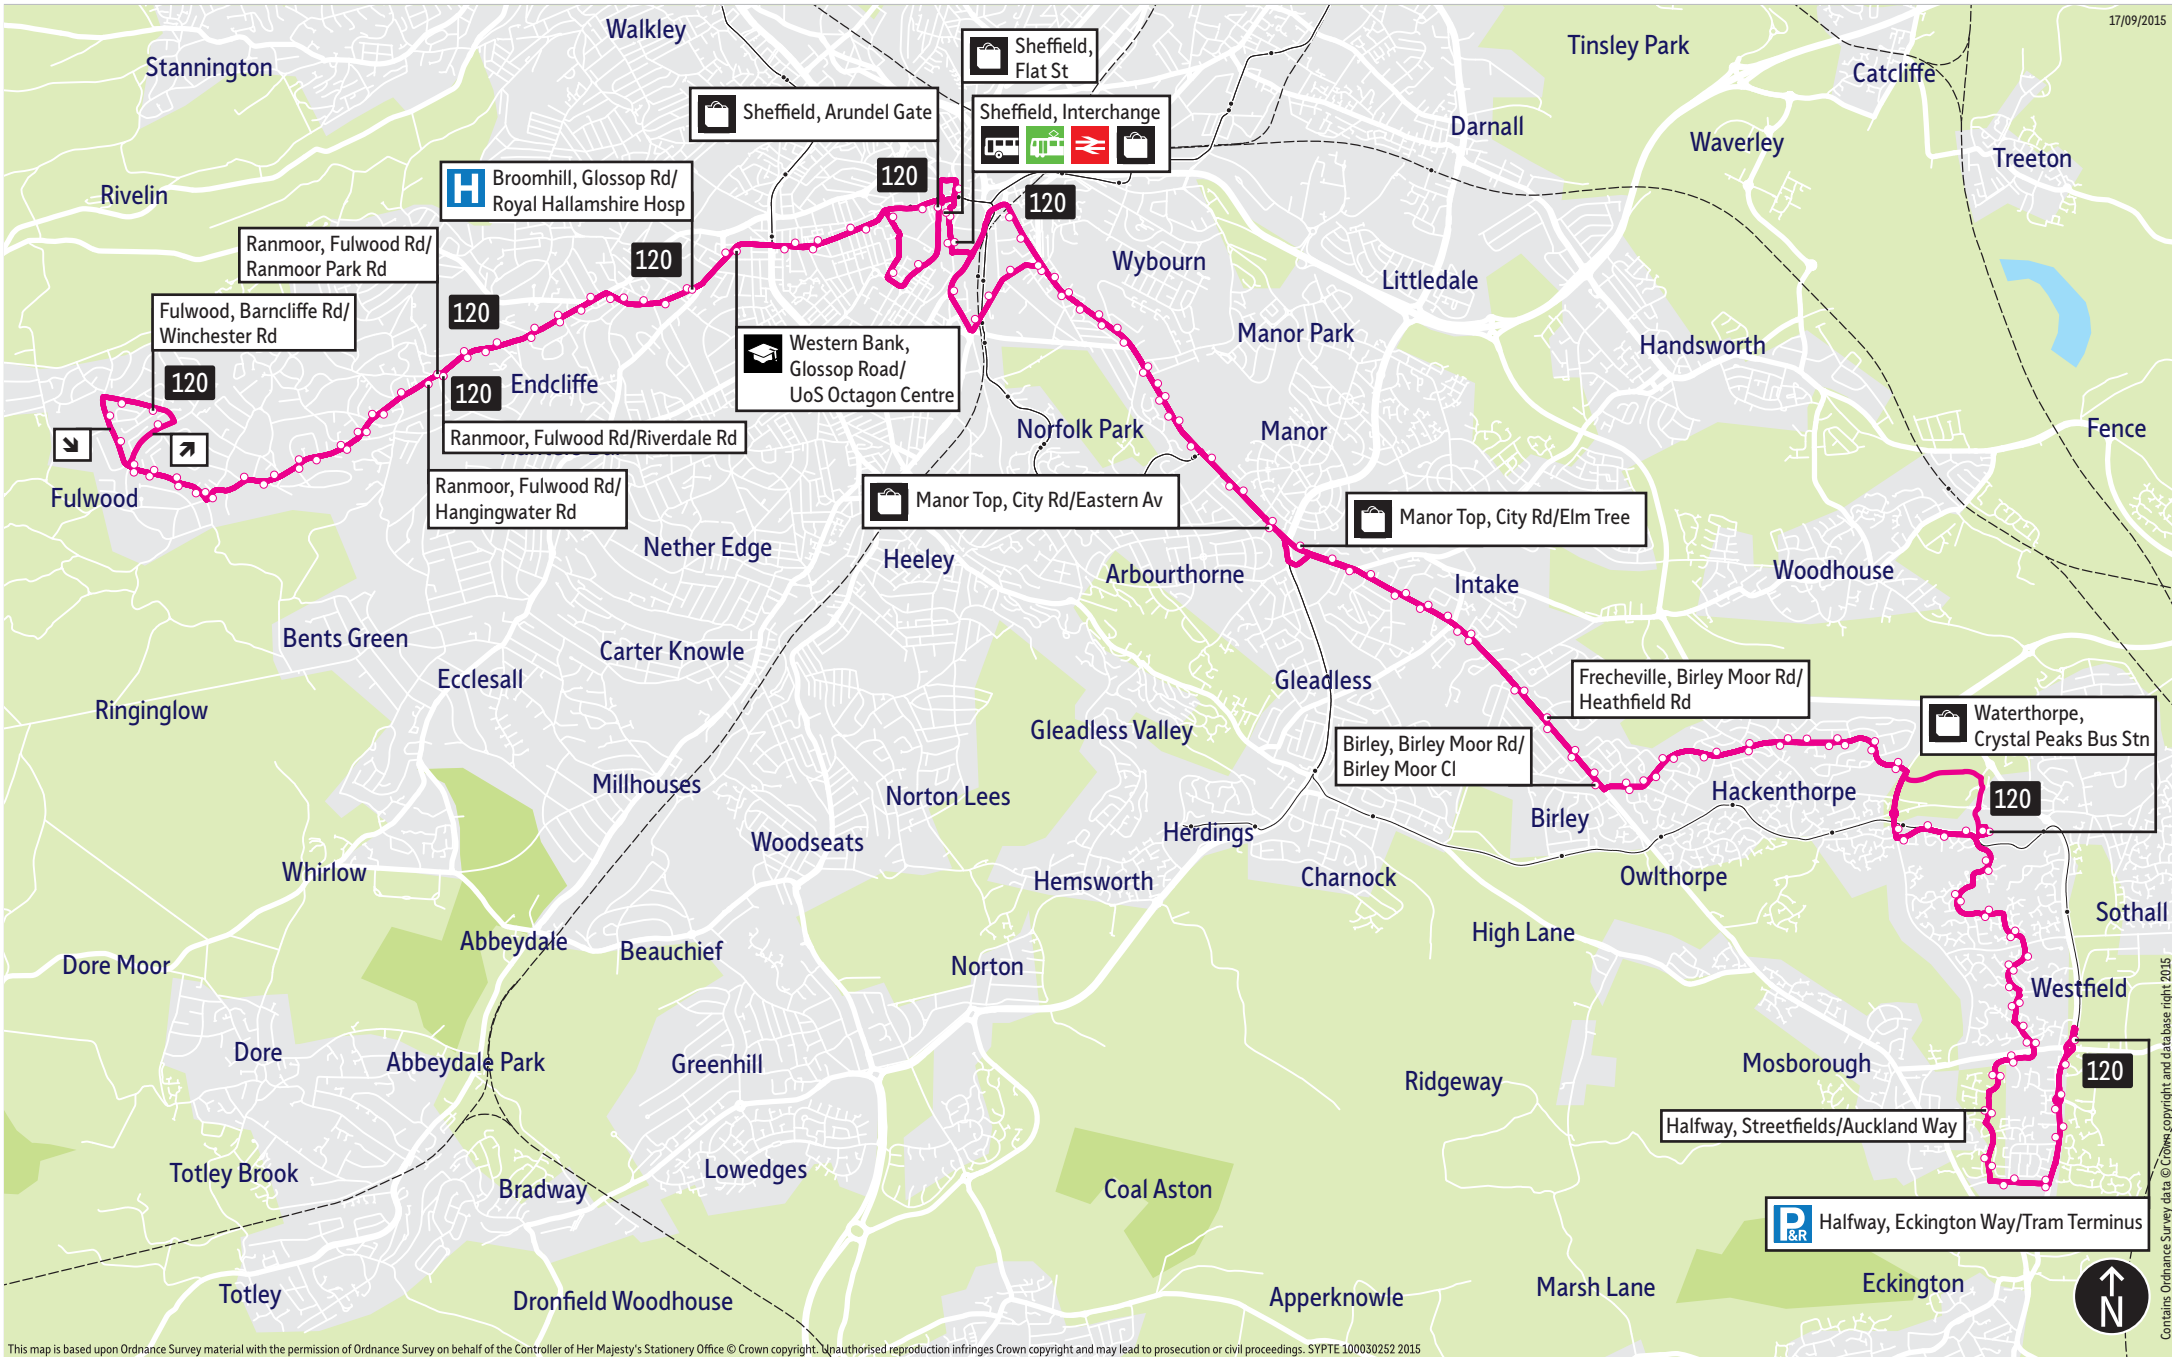 17/09/2015
Walkley
Stannington
Sheffield,
Flat St
Tinsley Park
Catcliffe
Sheffield, Arundel Gate
Sheffield, Interchange
Darnall
Waverley
Treeton
Rivelin
H
Broomhill, Glossop Rd/
Royal Hallamshire Hosp
120
120
Ranmoor, Fulwood Rd/
Ranmoor Park Rd
120
Wybourn
Littledale
Fulwood, Barncliffe Rd/
Winchester Rd
120
Manor Park
Handsworth
Western Bank,
Glossop Road/
UoS Octagon Centre
120
120
Endcliffe
Norfolk Park
Manor
Fence
Ranmoor, Fulwood Rd/Riverdale Rd
Fulwood
Ranmoor, Fulwood Rd/
Hangingwater Rd
Manor Top, City Rd/Eastern Av
Manor Top, City Rd/Elm Tree
Nether Edge
Heeley
Arbourthorne
Intake
Woodhouse
Bents Green
Carter Knowle
Ecclesall
Gleadless
Frecheville, Birley Moor Rd/
Heathfield Rd
Ringinglow
Gleadless Valley
Birley, Birley Moor Rd/
Birley Moor Cl
Waterthorpe,
Crystal Peaks Bus Stn
Millhouses
Norton Lees
Hackenthorpe
120
Birley
Herdings
Woodseats
Whirlow
Hemsworth
Charnock
Owlthorpe
Sothall
High Lane
Abbeydale
Beauchief
Dore Moor
Norton
Westfield
Dore
Abbeydale Park
Greenhill
Mosborough
Ridgeway
120
Halfway, Streetfields/Auckland Way
Totley Brook
Bradway
Lowedges
Coal Aston
P&R
Halfway, Eckington Way/Tram Terminus
Totley
Dronfield Woodhouse
Apperknowle
Marsh Lane
Eckington
N
Contains Ordnance Survey data © Crown copyright and database right 2015
This map is based upon Ordnance Survey material with the permission of Ordnance Survey on behalf of the Controller of Her Majesty's Stationery Office © Crown copyright. Unauthorised reproduction infringes Crown copyright and may lead to prosecution or civil proceedings. SYPTE 100030252 2015